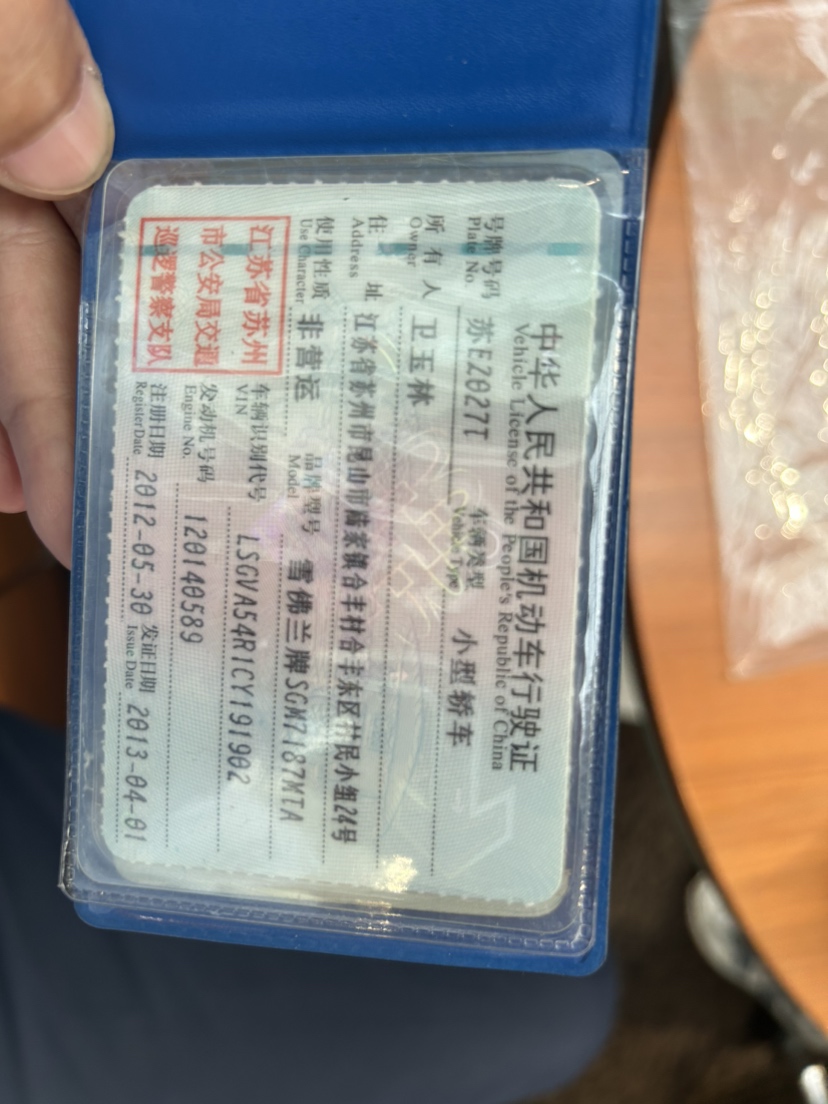 中华人民共和国机动车行驶证
Vehicle License of the People's Republic of China
号牌号码 苏EZ027T 车辆类型 小型轿车
Plate No. Vehicle Type
所有人 卫玉林
Owner
住址 江苏省苏州市昆山市陆家镇合丰村合丰东区村民小组24号
Address
使用性质 非营运 品牌型号 雪佛兰牌SGM7187MTA
Use Character Model
江苏省苏州
市公安局交通
巡逻警察支队
车辆识别代号 LSGVA54R1CY191902
VIN
发动机号码 120140589
Engine No.
注册日期 2012-05-30 发证日期 2013-04-01
Register Date Issue Date